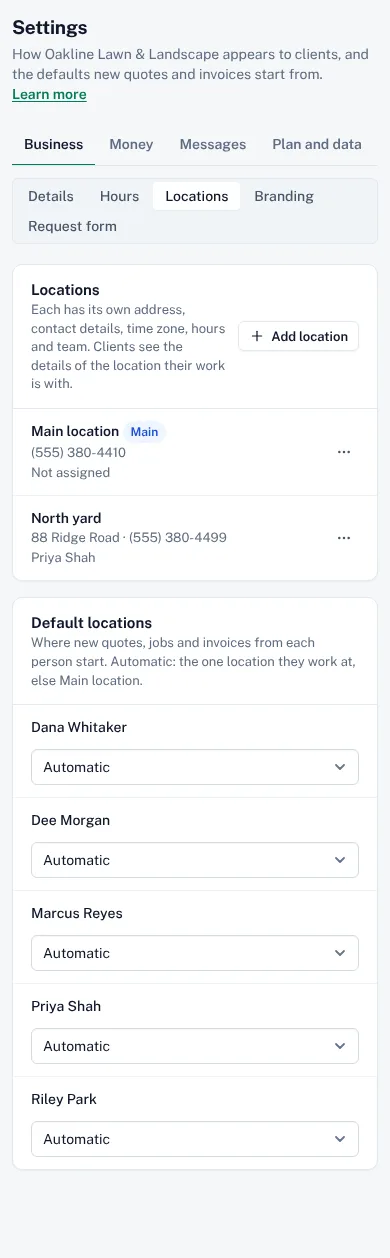 Settings
How Oakline Lawn & Landscape appears to clients, and
the defaults new quotes and invoices start from.
Learn more
Business Money Messages Plan and data
Details Hours Locations Branding
Request form
Locations
Each has its own address,
contact details, time zone, hours
and team. Clients see the
details of the location their work
is with.
+ Add location
Main location Main
(555) 380-4410
Not assigned
North yard
88 Ridge Road · (555) 380-4499
Priya Shah
Default locations
Where new quotes, jobs and invoices from each
person start. Automatic: the one location they work at,
else Main location.
Dana Whitaker
Automatic
Dee Morgan
Automatic
Marcus Reyes
Automatic
Priya Shah
Automatic
Riley Park
Automatic